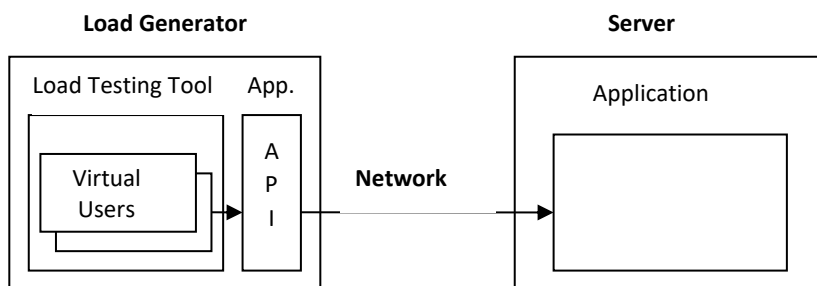 Load Generator
Server
Load Testing Tool
App.
Application
Virtual
Users
A
P
I
Network